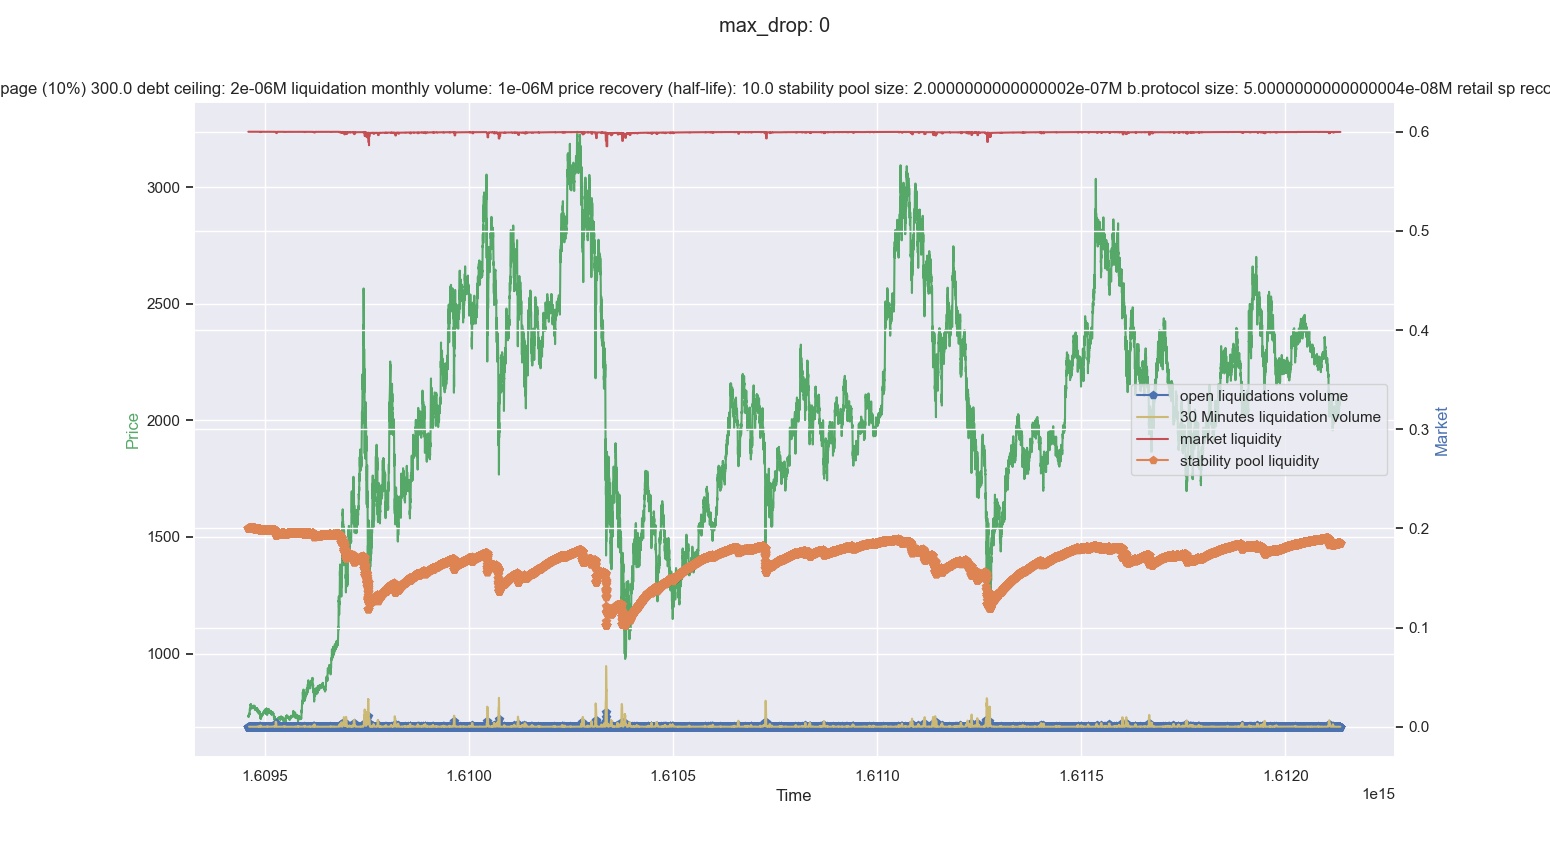 max_drop: 0
page (10%) 300.0 debt ceiling: 2e-06M liquidation monthly volume: 1e-06M price recovery (half-life): 10.0 stability pool size: 2.0000000000000002e-07M b.protocol size: 5.0000000000000004e-08M retail sp reco
3000
2500
2000
1500
1000
Price
0.6
0.5
0.4
0.3
0.2
0.1
0.0
Market
open liquidations volume
30 Minutes liquidation volume
market liquidity
stability pool liquidity
1.6095 1.6100 1.6105 1.6110 1.6115 1.6120
Time
1e15